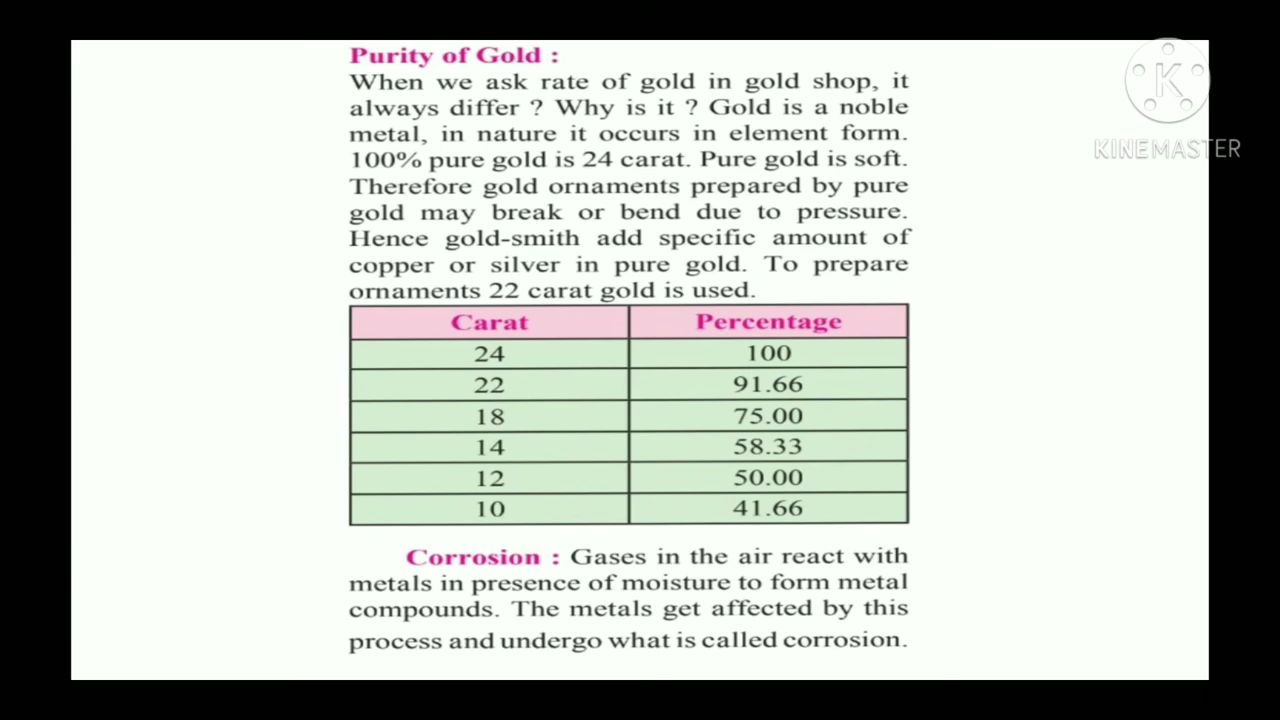 Purity of Gold :
When we ask rate of gold in gold shop, it
always differ ? Why is it ? Gold is a noble
metal, in nature it occurs in element form.
100% pure gold is 24 carat. Pure gold is soft.
Therefore gold ornaments prepared by pure
gold may break or bend due to pressure.
Hence gold-smith add specific amount of
copper or silver in pure gold. To prepare
ornaments 22 carat gold is used.
Carat Percentage
24 100
22 91.66
18 75.00
14 58.33
12 50.00
10 41.66
Corrosion : Gases in the air react with
metals in presence of moisture to form metal
compounds. The metals get affected by this
process and undergo what is called corrosion.
K
KINEMASTER